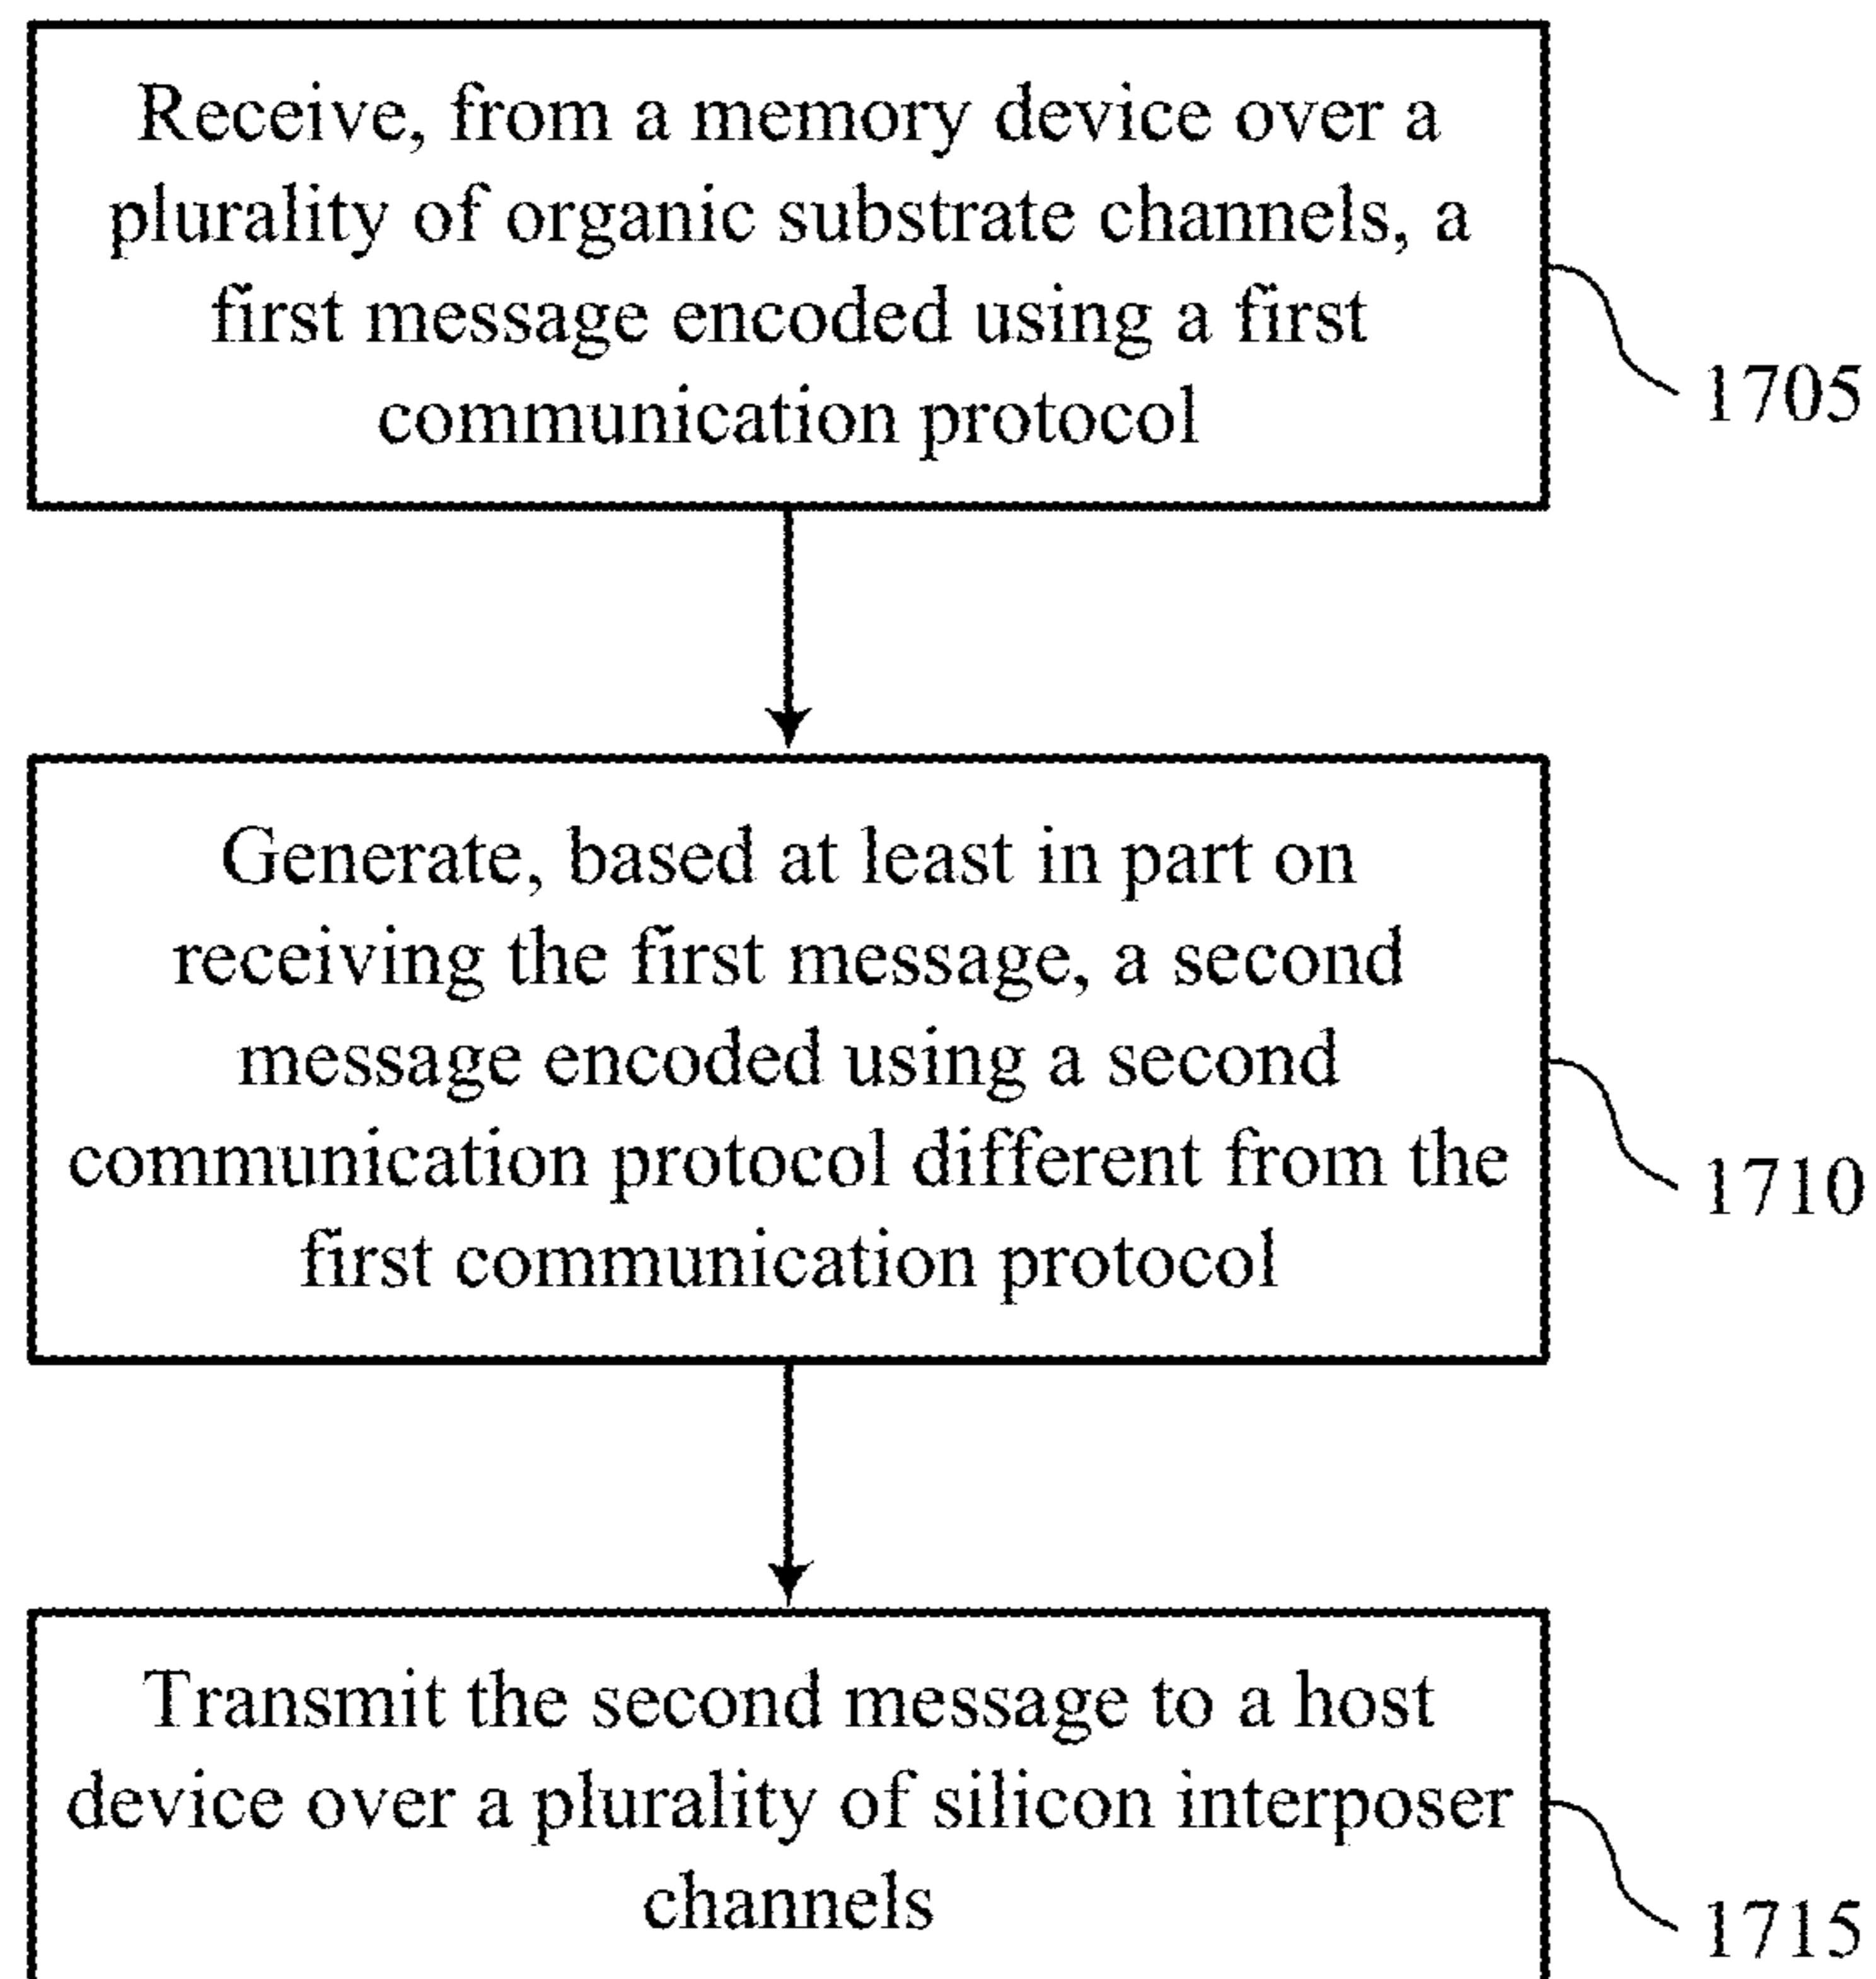 Receive, from a memory device over a
plurality of organic substrate channels, a
first message encoded using a first
communication protocol
1705
Generate, based at least in part on
receiving the first message, a second
message encoded using a second
communication protocol different from the
first communication protocol
1710
Transmit the second message to a host
device over a plurality of silicon interposer
channels
1715